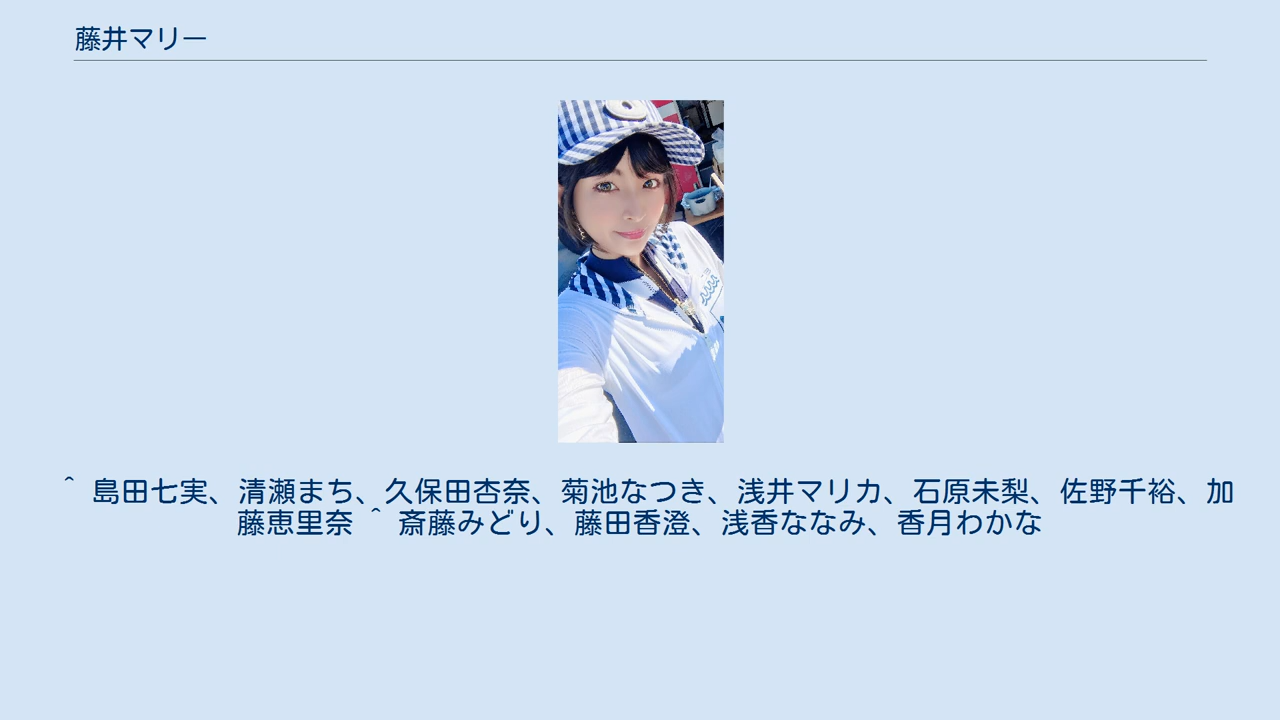 藤井マリー
^ 島田七実、清瀬まち、久保田杏奈、菊池なつき、浅井マリカ、石原未梨、佐野千裕、加
藤恵里奈 ^ 斎藤みどり、藤田香澄、浅香ななみ、香月わかな